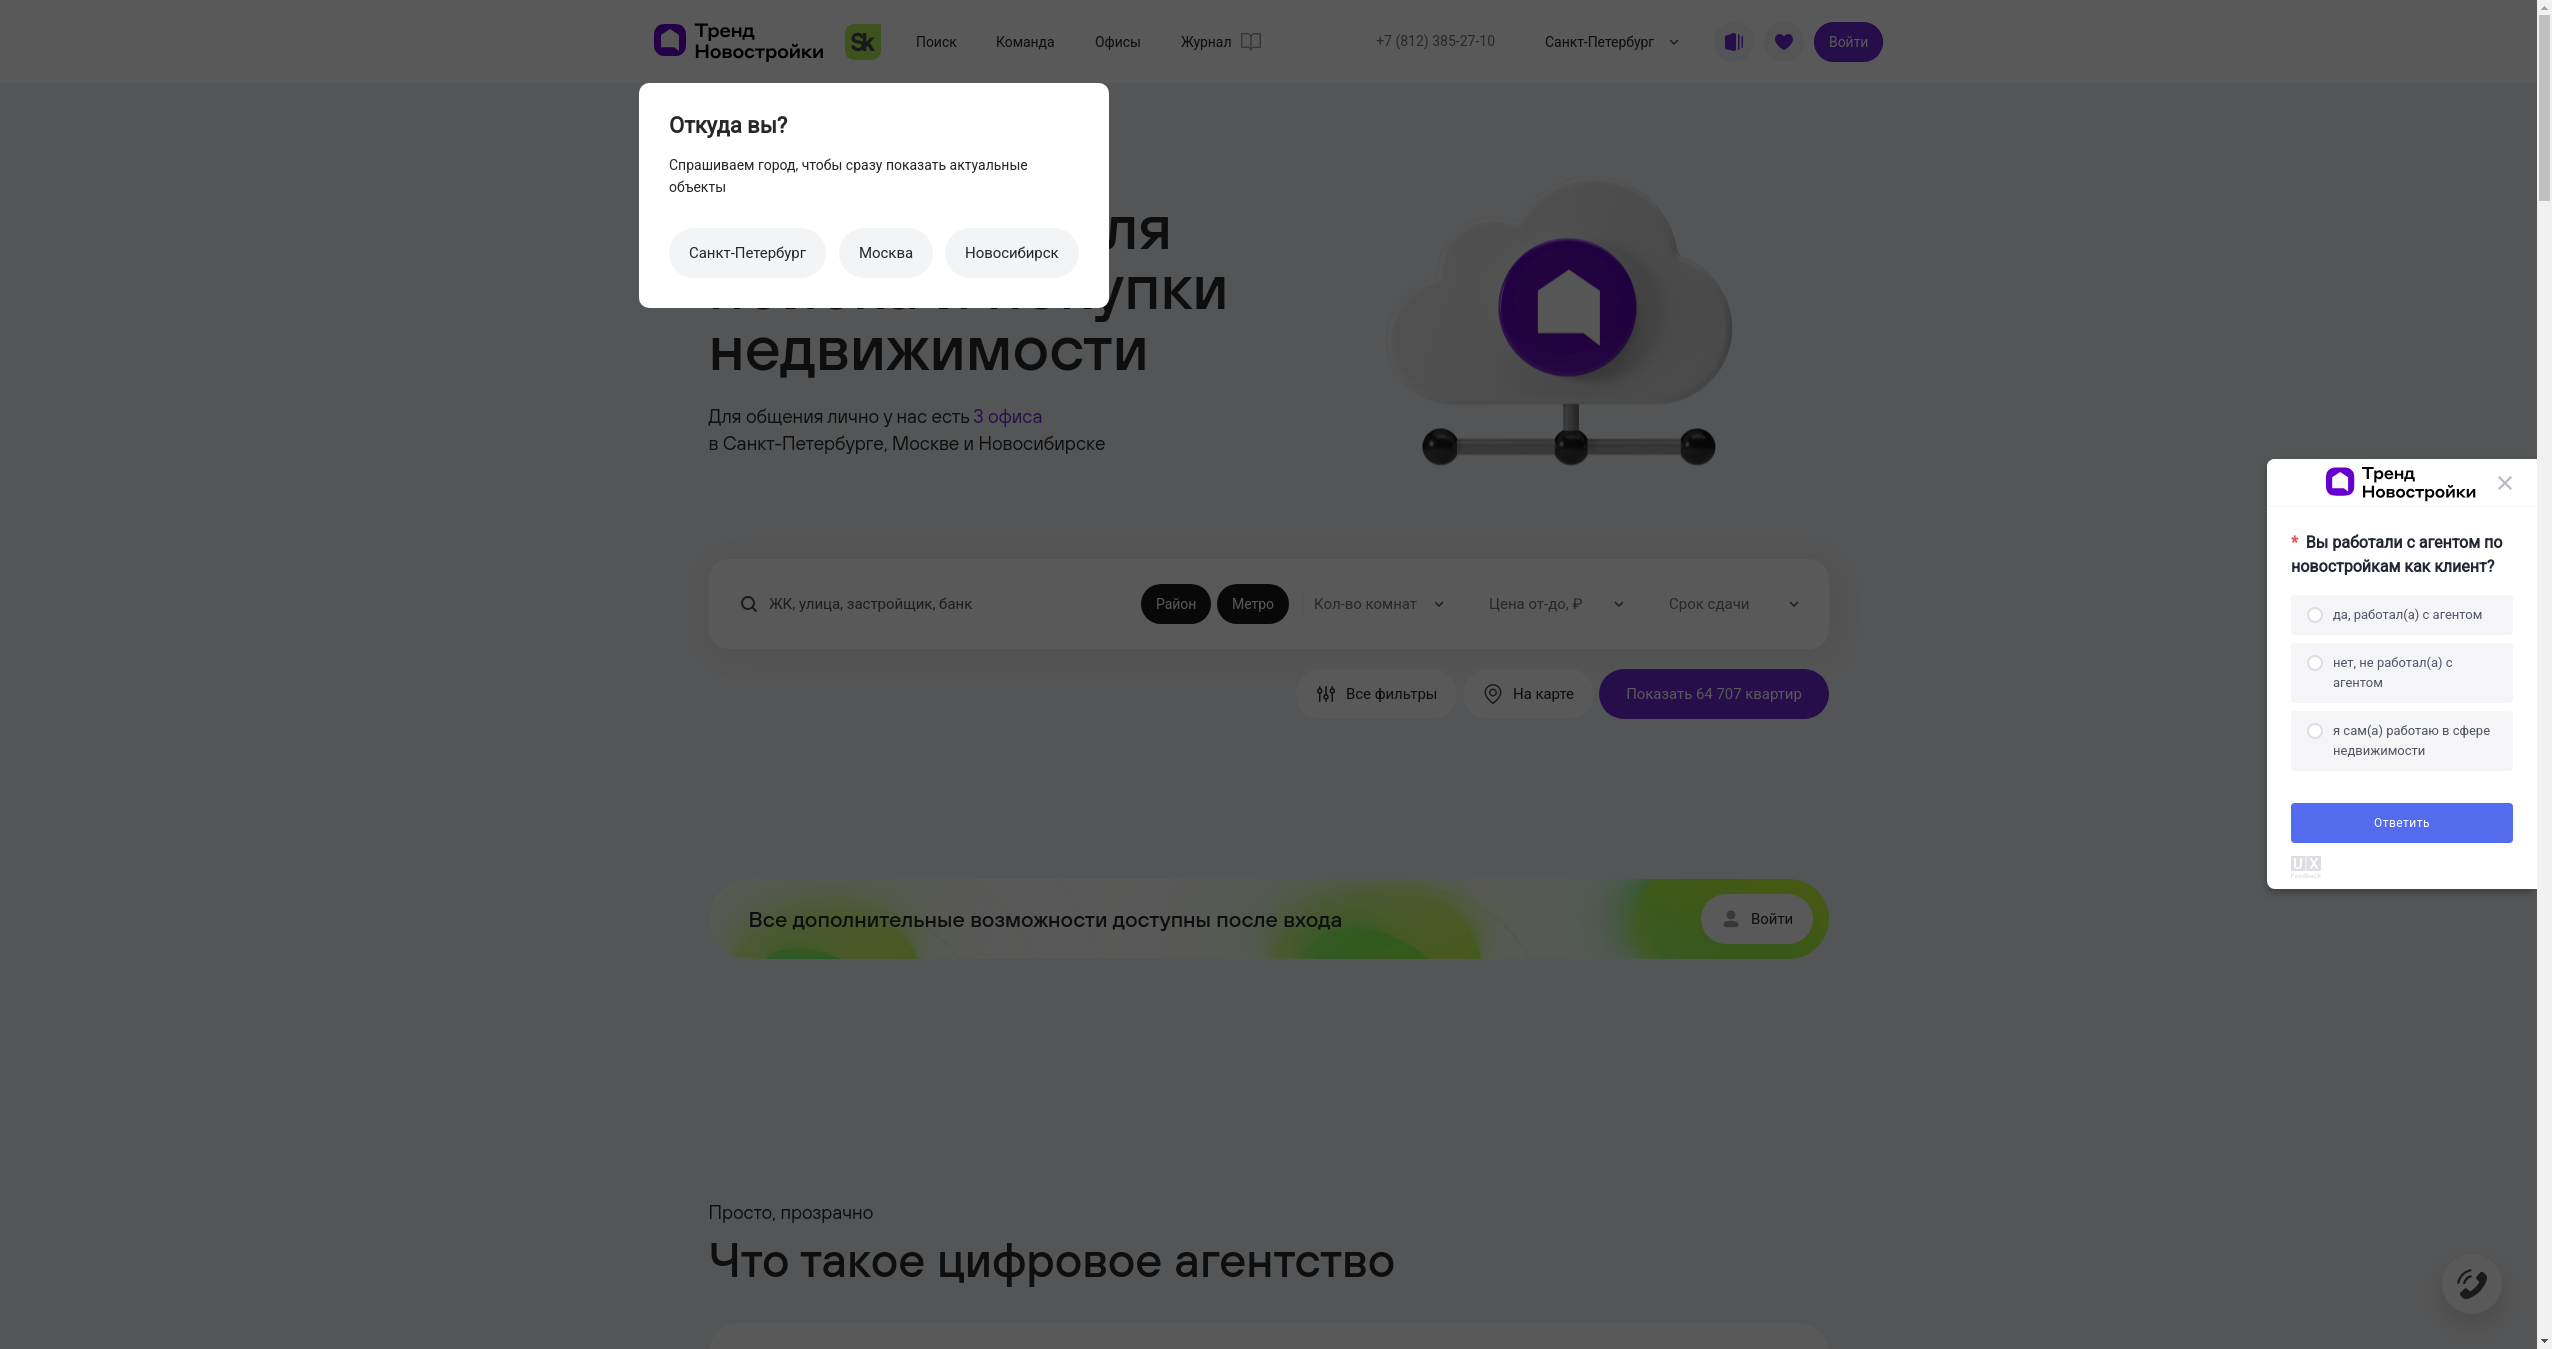 Тренд
Новостройки
Sk
Поиск
Команда
Офисы
Журнал
+7 (812) 385-27-10
Санкт-Петербург
Войти
Откуда вы?
Спрашиваем город, чтобы сразу показать актуальные
объекты
Санкт-Петербург
Москва
Новосибирск
недвижимости
Для общения лично у нас есть 3 офиса
в Санкт-Петербурге, Москве и Новосибирске
ЖК, улица, застройщик, банк
Район
Метро
Кол-во комнат
Цена от-до, ₽
Срок сдачи
Все фильтры
На карте
Показать 64 707 квартир
Тренд
Новостройки
* Вы работали с агентом по
новостройкам как клиент?
да, работал(а) с агентом
нет, не работал(а) с
агентом
я сам(а) работаю в сфере
недвижимости
Ответить
UX
Feedback
Все дополнительные возможности доступны после входа
Войти
Просто, прозрачно
Что такое цифровое агентство